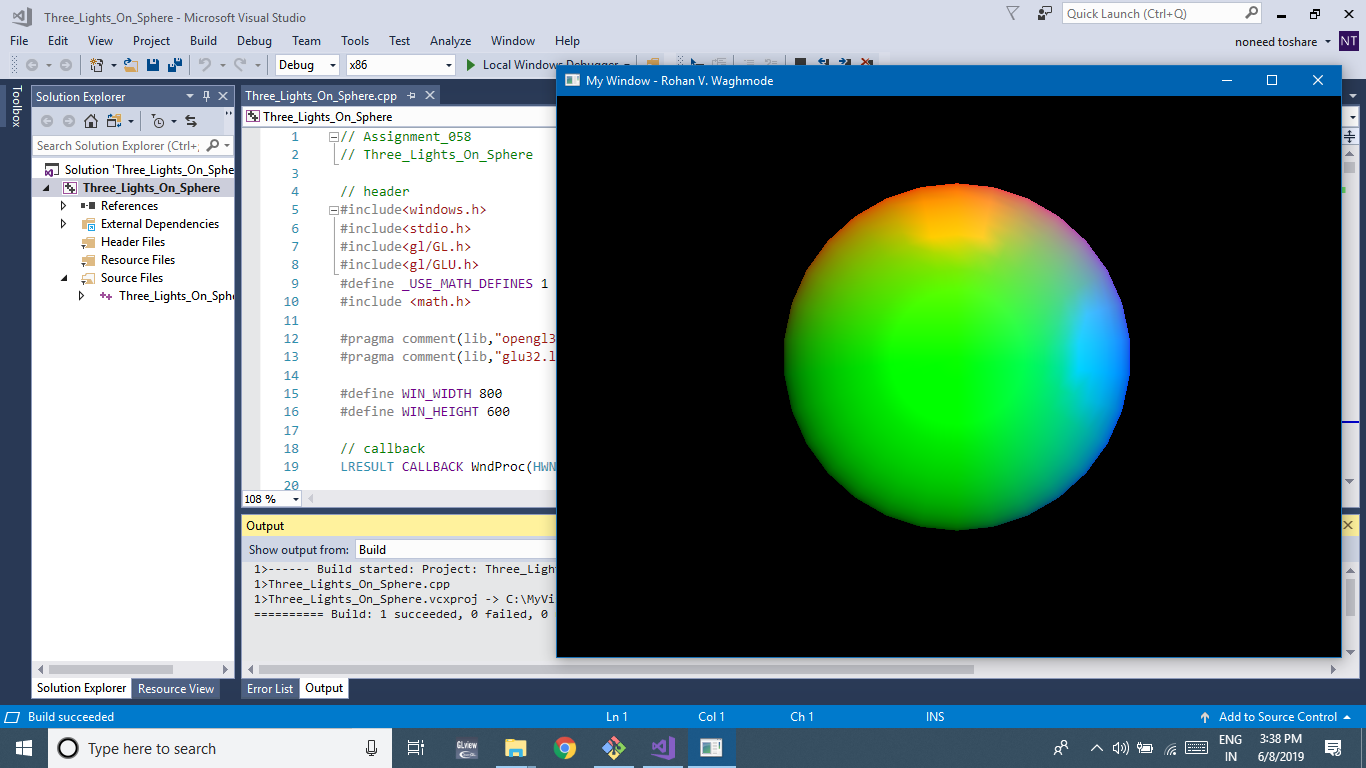 Three_Lights_On_Sphere - Microsoft Visual Studio
Quick Launch (Ctrl+Q)
File Edit View Project Build Debug Team Tools Test Analyze Window Help
noneed toshare NT
Debug x86 Local Windows Debugger
My Window - Rohan V. Waghmode
Toolbox
Solution Explorer
Search Solution Explorer (Ctrl+;
Solution 'Three_Lights_On_Sphe
Three_Lights_On_Sphere
References
External Dependencies
Header Files
Resource Files
Source Files
Three_Lights_On_Sphe
Solution Explorer Resource View
Three_Lights_On_Sphere.cpp
Three_Lights_On_Sphere
1 // Assignment_058
2 // Three_Lights_On_Sphere
3
4 // header
5 #include<windows.h>
6 #include<stdio.h>
7 #include<gl/GL.h>
8 #include<gl/GLU.h>
9 #define _USE_MATH_DEFINES 1
10 #include <math.h>
11
12 #pragma comment(lib,"opengl3
13 #pragma comment(lib,"glu32.l
14
15 #define WIN_WIDTH 800
16 #define WIN_HEIGHT 600
17
18 // callback
19 LRESULT CALLBACK WndProc(HWN
20
108 %
Output
Show output from: Build
1>------ Build started: Project: Three_Ligh
1>Three_Lights_On_Sphere.cpp
1>Three_Lights_On_Sphere.vcxproj -> C:\MyVi
========== Build: 1 succeeded, 0 failed, 0
Error List Output
Build succeeded Ln 1 Col 1 Ch 1 INS Add to Source Control
Type here to search
GLview
ENG
IN
3:38 PM
6/8/2019